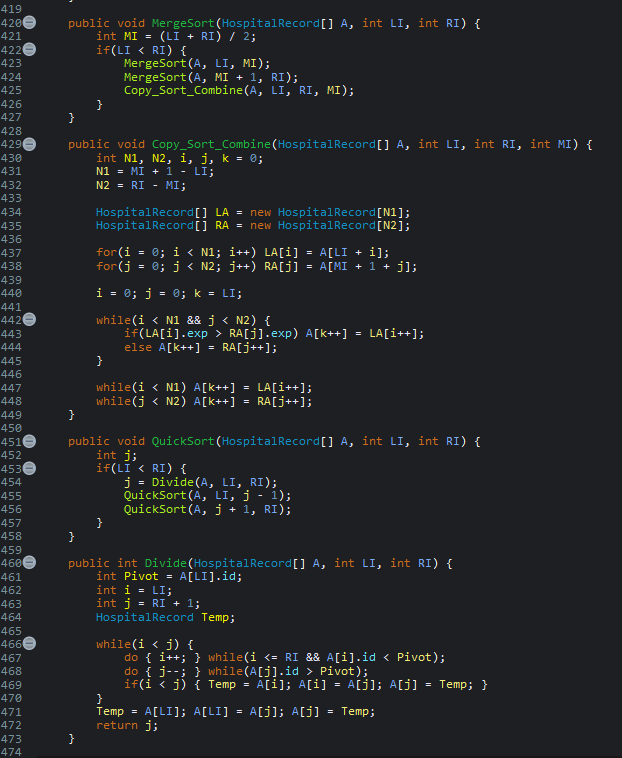 419
420 public void MergeSort(HospitalRecord[] A, int LI, int RI) {
421 int MI = (LI + RI) / 2;
422 if(LI < RI) {
423 MergeSort(A, LI, MI);
424 MergeSort(A, MI + 1, RI);
425 Copy_Sort_Combine(A, LI, RI, MI);
426 }
427 }
428
429 public void Copy_Sort_Combine(HospitalRecord[] A, int LI, int RI, int MI) {
430 int N1, N2, i, j, k = 0;
431 N1 = MI + 1 - LI;
432 N2 = RI - MI;
433
434 HospitalRecord[] LA = new HospitalRecord[N1];
435 HospitalRecord[] RA = new HospitalRecord[N2];
436
437 for(i = 0; i < N1; i++) LA[i] = A[LI + i];
438 for(j = 0; j < N2; j++) RA[j] = A[MI + 1 + j];
439
440 i = 0; j = 0; k = LI;
441
442 while(i < N1 && j < N2) {
443 if(LA[i].exp > RA[j].exp) A[k++] = LA[i++];
444 else A[k++] = RA[j++];
445 }
446
447 while(i < N1) A[k++] = LA[i++];
448 while(j < N2) A[k++] = RA[j++];
449 }
450
451 public void QuickSort(HospitalRecord[] A, int LI, int RI) {
452 int j;
453 if(LI < RI) {
454 j = Divide(A, LI, RI);
455 QuickSort(A, LI, j - 1);
456 QuickSort(A, j + 1, RI);
457 }
458 }
459
460 public int Divide(HospitalRecord[] A, int LI, int RI) {
461 int Pivot = A[LI].id;
462 int i = LI;
463 int j = RI + 1;
464 HospitalRecord Temp;
465
466 while(i < j) {
467 do { i++; } while(i <= RI && A[i].id < Pivot);
468 do { j--; } while(A[j].id > Pivot);
469 if(i < j) { Temp = A[i]; A[i] = A[j]; A[j] = Temp; }
470 }
471 Temp = A[LI]; A[LI] = A[j]; A[j] = Temp;
472 return j;
473 }
474